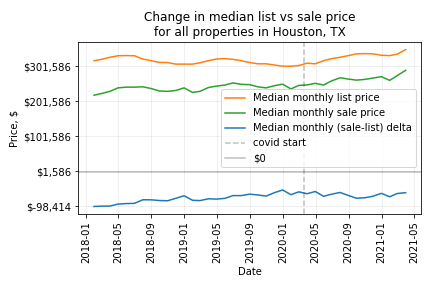 Change in median list vs sale price
for all properties in Houston, TX
Price, $
$301,586
$201,586
$101,586
$1,586
$-98,414
Median monthly list price
Median monthly sale price
Median monthly (sale-list) delta
covid start
$0
2018-01
2018-05
2018-09
2019-01
2019-05
2019-09
2020-01
2020-05
2020-09
2021-01
2021-05
Date